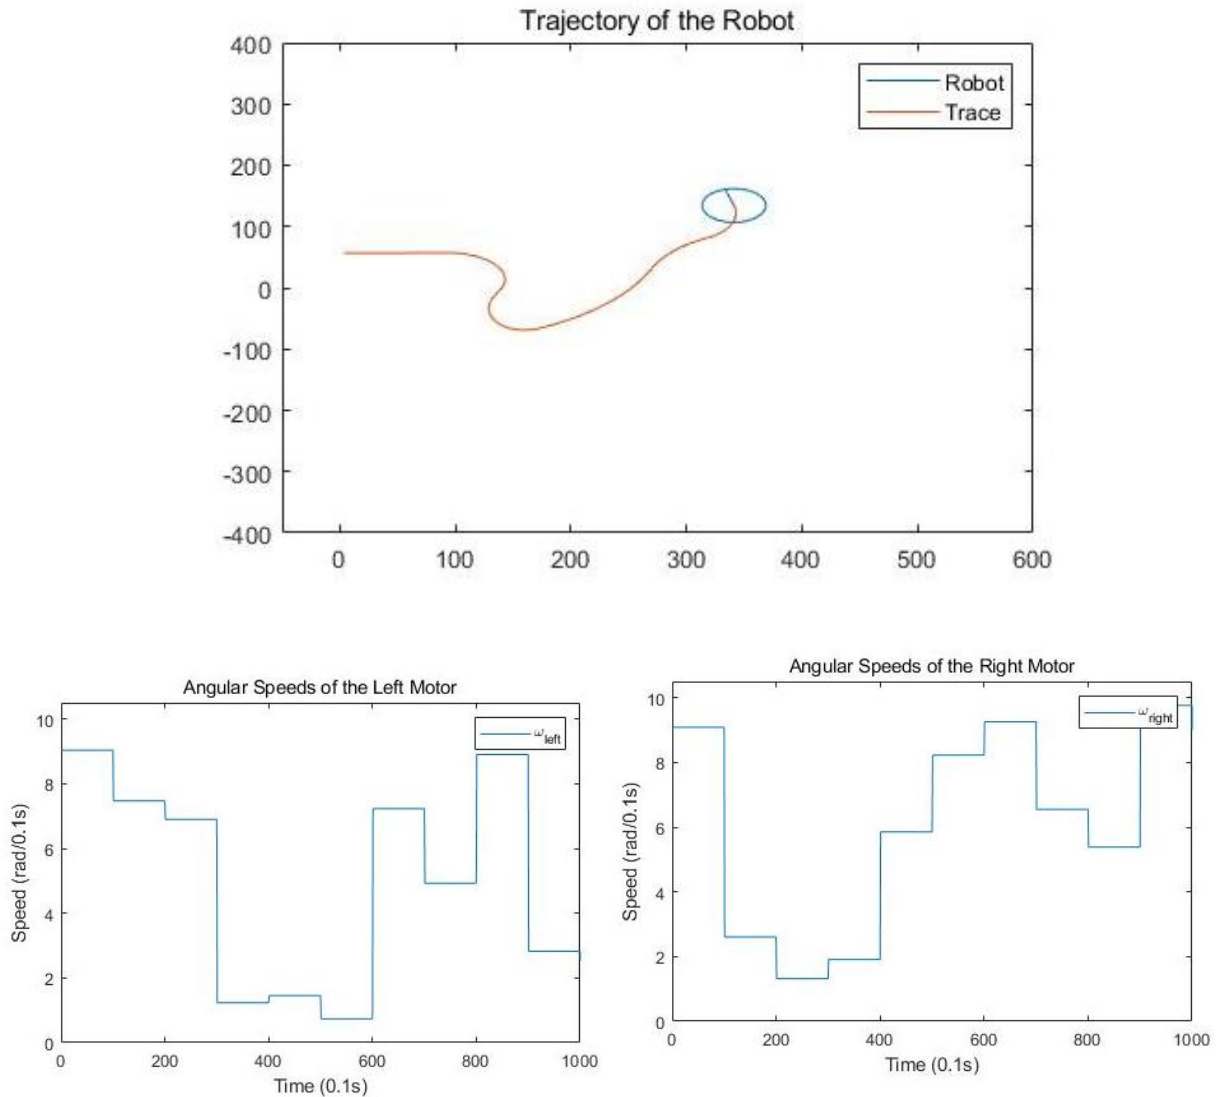 Trajectory of the Robot
400
300
200
100
0
-100
-200
-300
-400
0 100 200 300 400 500 600
Robot
Trace
Angular Speeds of the Left Motor
10
8
6
4
2
0
Speed (rad/0.1s)
ωleft
0 200 400 600 800 1000
Time (0.1s)
Angular Speeds of the Right Motor
10
8
6
4
2
0
Speed (rad/0.1s)
ωright
0 200 400 600 800 1000
Time (0.1s)